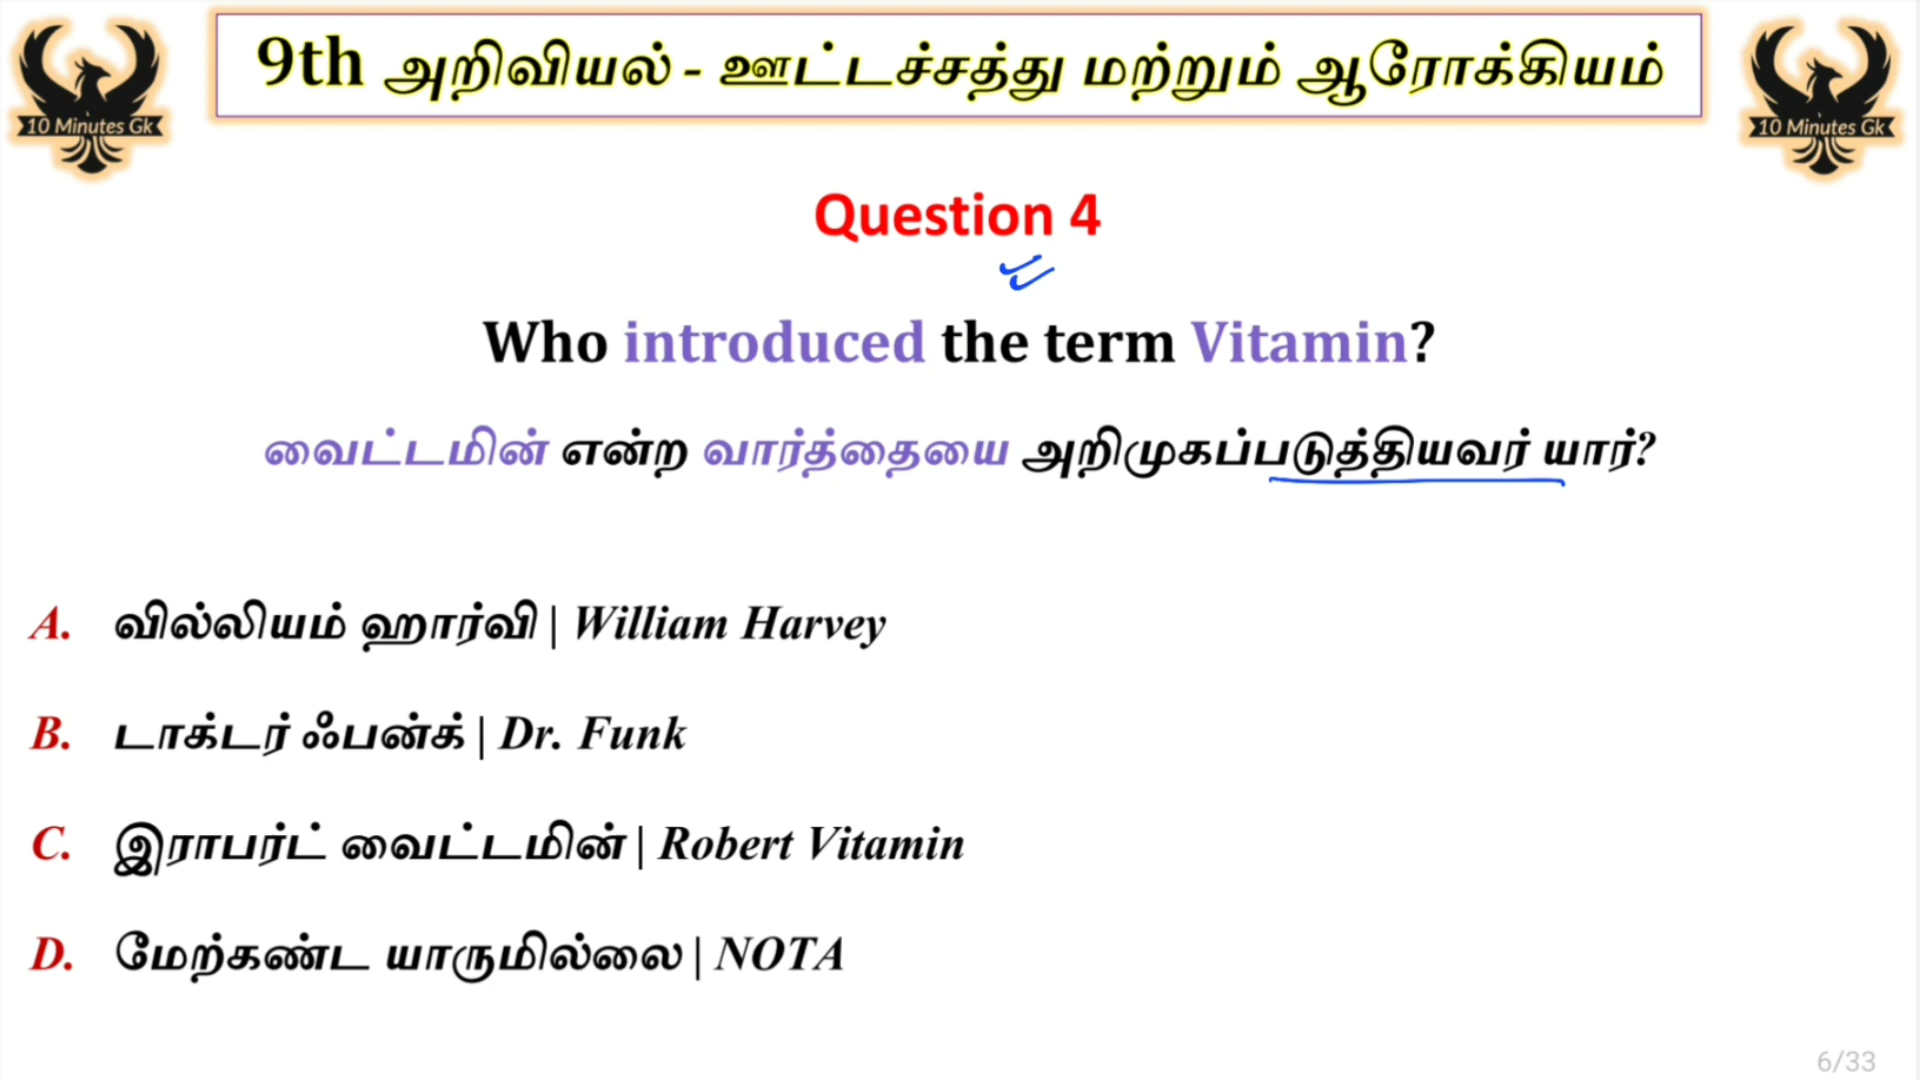 9th அறிவியல் - ஊட்டச்சத்து மற்றும் ஆரோக்கியம்
10 Minutes Gk
10 Minutes Gk
Question 4
Who introduced the term Vitamin?
வைட்டமின் என்ற வார்த்தையை அறிமுகப்படுத்தியவர் யார்?
A. வில்லியம் ஹார்வி | William Harvey
B. டாக்டர் ஃபன்க் | Dr. Funk
C. இராபர்ட் வைட்டமின் | Robert Vitamin
D. மேற்கண்ட யாருமில்லை | NOTA
6/33